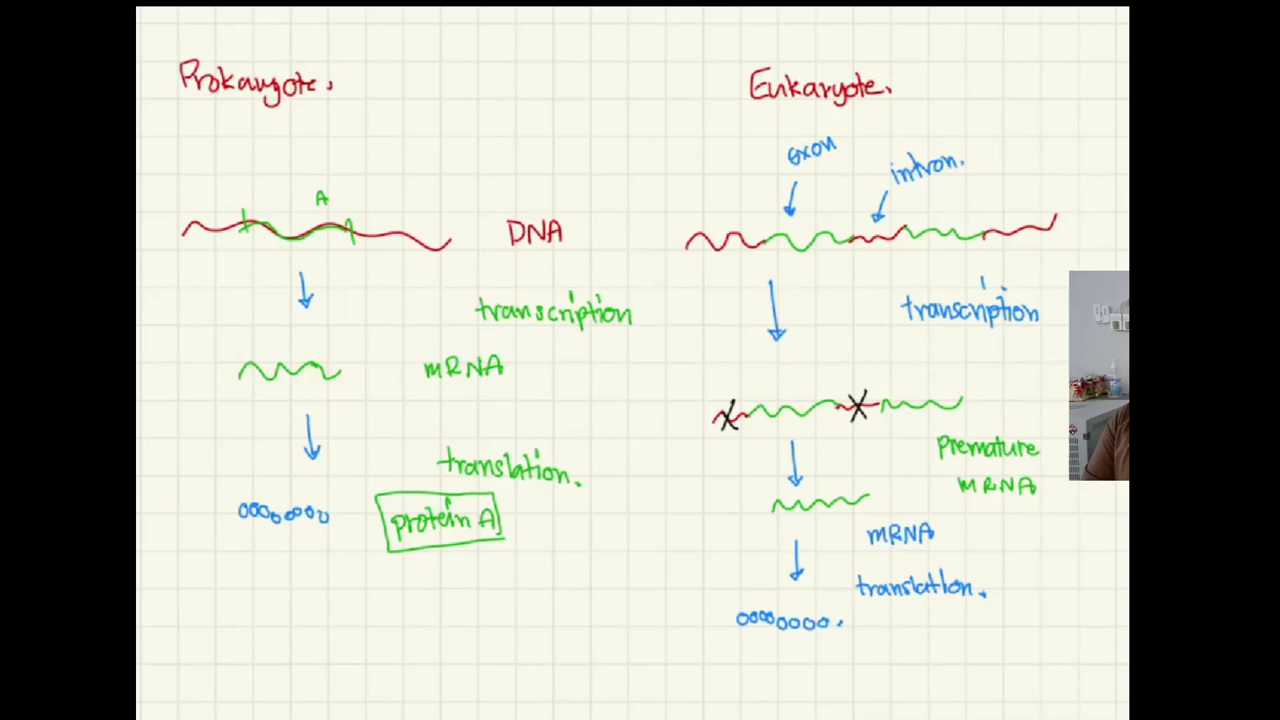 Prokaryote.
A
DNA
transcription
mRNA
translation.
protein A
Eukaryote.
exon
intron.
transcription
premature
mRNA
mRNA
translation.